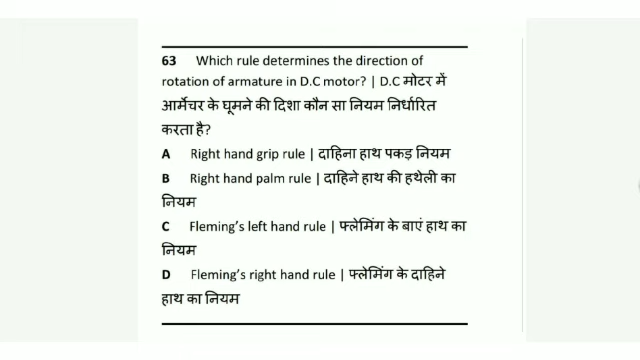 63 Which rule determines the direction of
rotation of armature in D.C motor? | D.C मोटर में
आर्मेचर के घूमने की दिशा कौन सा नियम निर्धारित
करता है?
A Right hand grip rule | दाहिना हाथ पकड़ नियम
B Right hand palm rule | दाहिने हाथ की हथेली का
नियम
C Fleming's left hand rule | फ्लेमिंग के बाएं हाथ का
नियम
D Fleming's right hand rule | फ्लेमिंग के दाहिने
हाथ का नियम